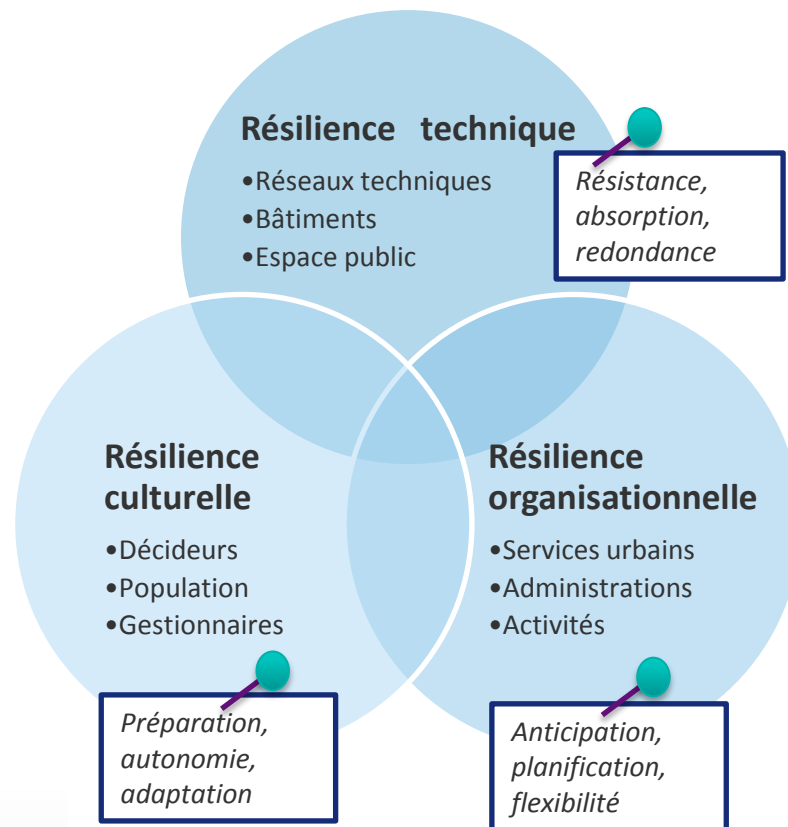 Résilience technique
•Réseaux techniques
•Bâtiments
•Espace public
Résistance,
absorption,
redondance
Résilience
culturelle
•Décideurs
•Population
•Gestionnaires
Préparation,
autonomie,
adaptation
Résilience
organisationnelle
•Services urbains
•Administrations
•Activités
Anticipation,
planification,
flexibilité